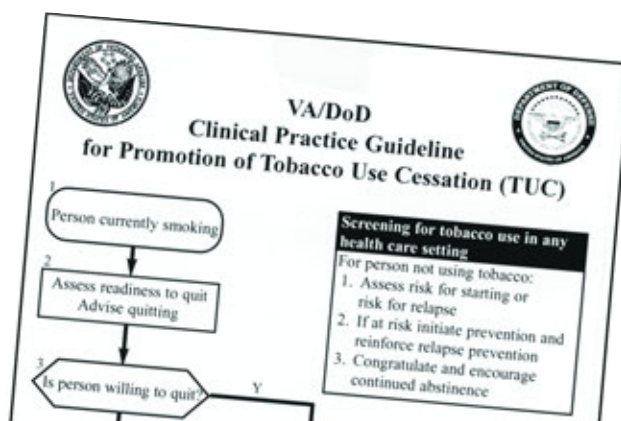 VA/DoD
Clinical Practice Guideline
for Promotion of Tobacco Use Cessation (TUC)
DEPARTMENT OF DEFENSE
1
Person currently smoking
2
Assess readiness to quit
Advise quitting
3
Is person willing to quit?
Y
Screening for tobacco use in any
health care setting
For person not using tobacco:
1. Assess risk for starting or
risk for relapse
2. If at risk initiate prevention and
reinforce relapse prevention
3. Congratulate and encourage
continued abstinence